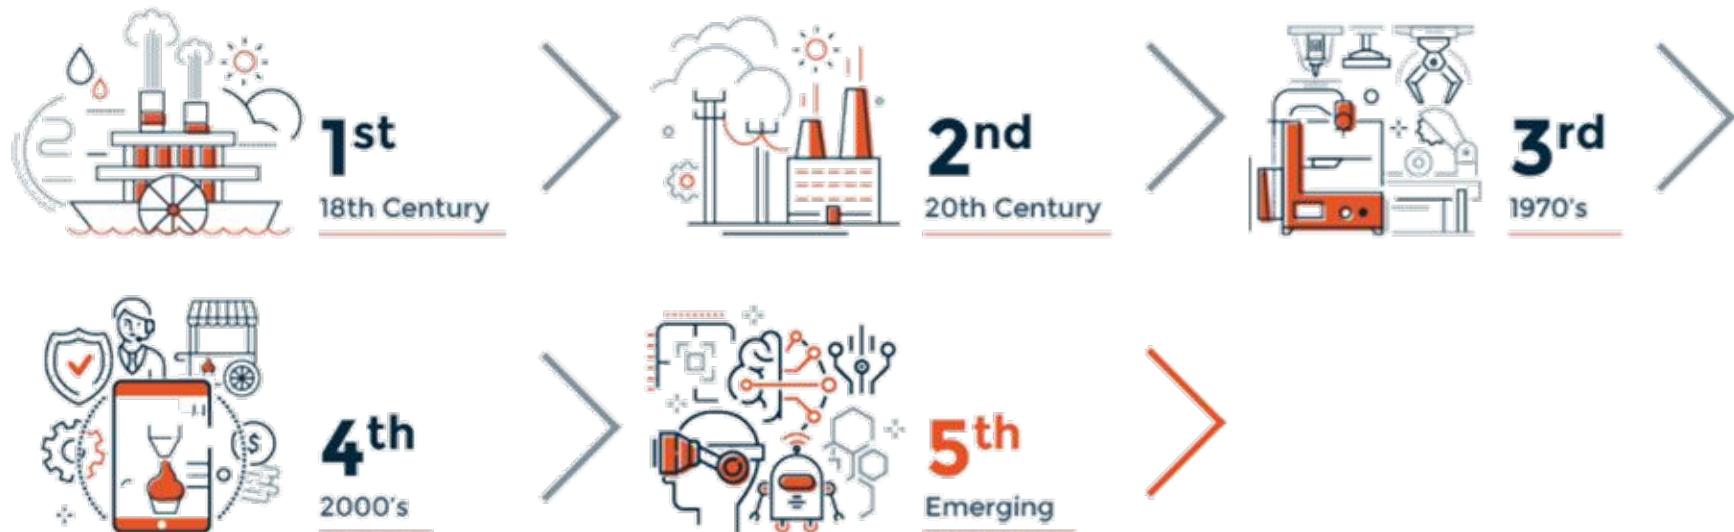 1st
18th Century
2nd
20th Century
3rd
1970's
4th
2000's
$
5th
Emerging